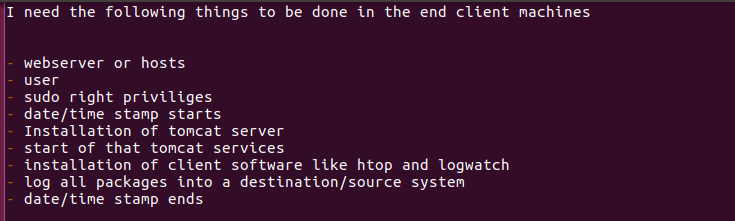 I need the following things to be done in the end client machines
- webserver or hosts
- user
- sudo right priviliges
- date/time stamp starts
- Installation of tomcat server
- start of that tomcat services
- installation of client software like htop and logwatch
- log all packages into a destination/source system
- date/time stamp ends